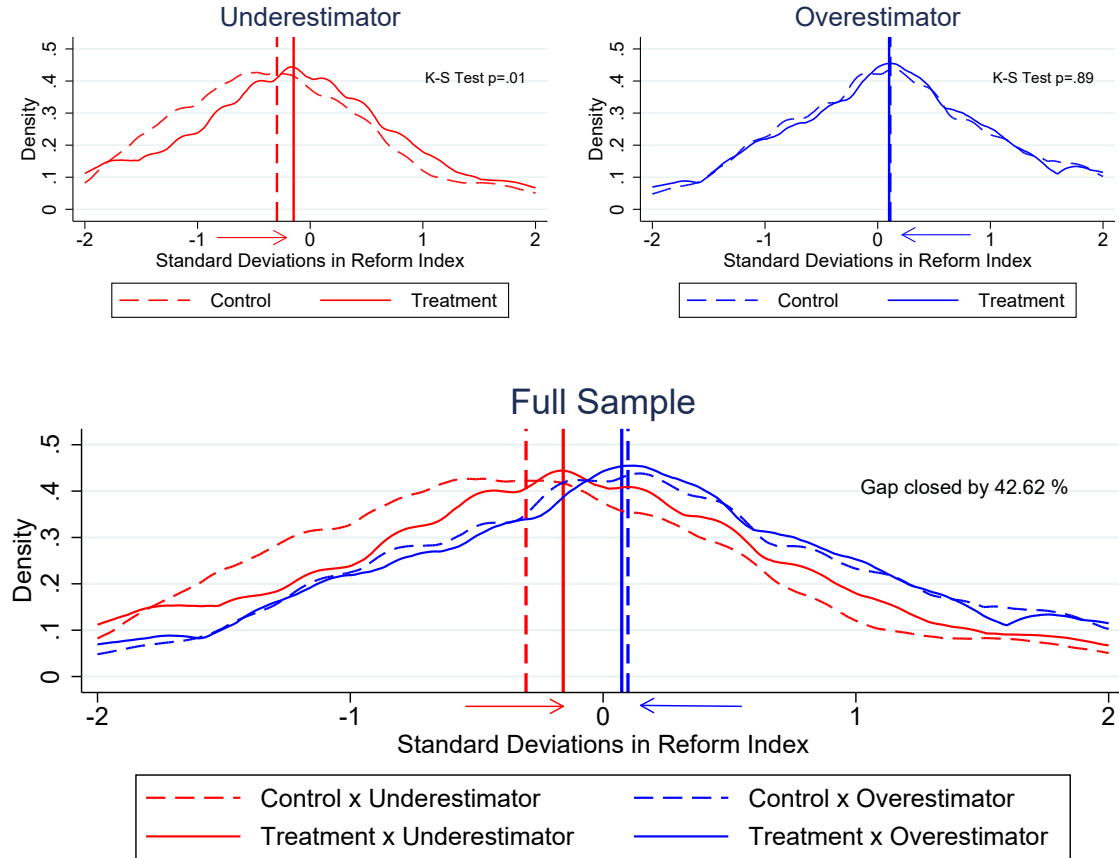 Underestimator
Density
0
.1
.2
.3
.4
.5
K-S Test p=.01
-2
-1
0
1
2
Standard Deviations in Reform Index
Control
Treatment
Overestimator
Density
0
.1
.2
.3
.4
.5
K-S Test p=.89
-2
-1
0
1
2
Standard Deviations in Reform Index
Control
Treatment
Full Sample
Density
0
.1
.2
.3
.4
.5
Gap closed by 42.62 %
-2
-1
0
1
2
Standard Deviations in Reform Index
Control x Underestimator
Control x Overestimator
Treatment x Underestimator
Treatment x Overestimator